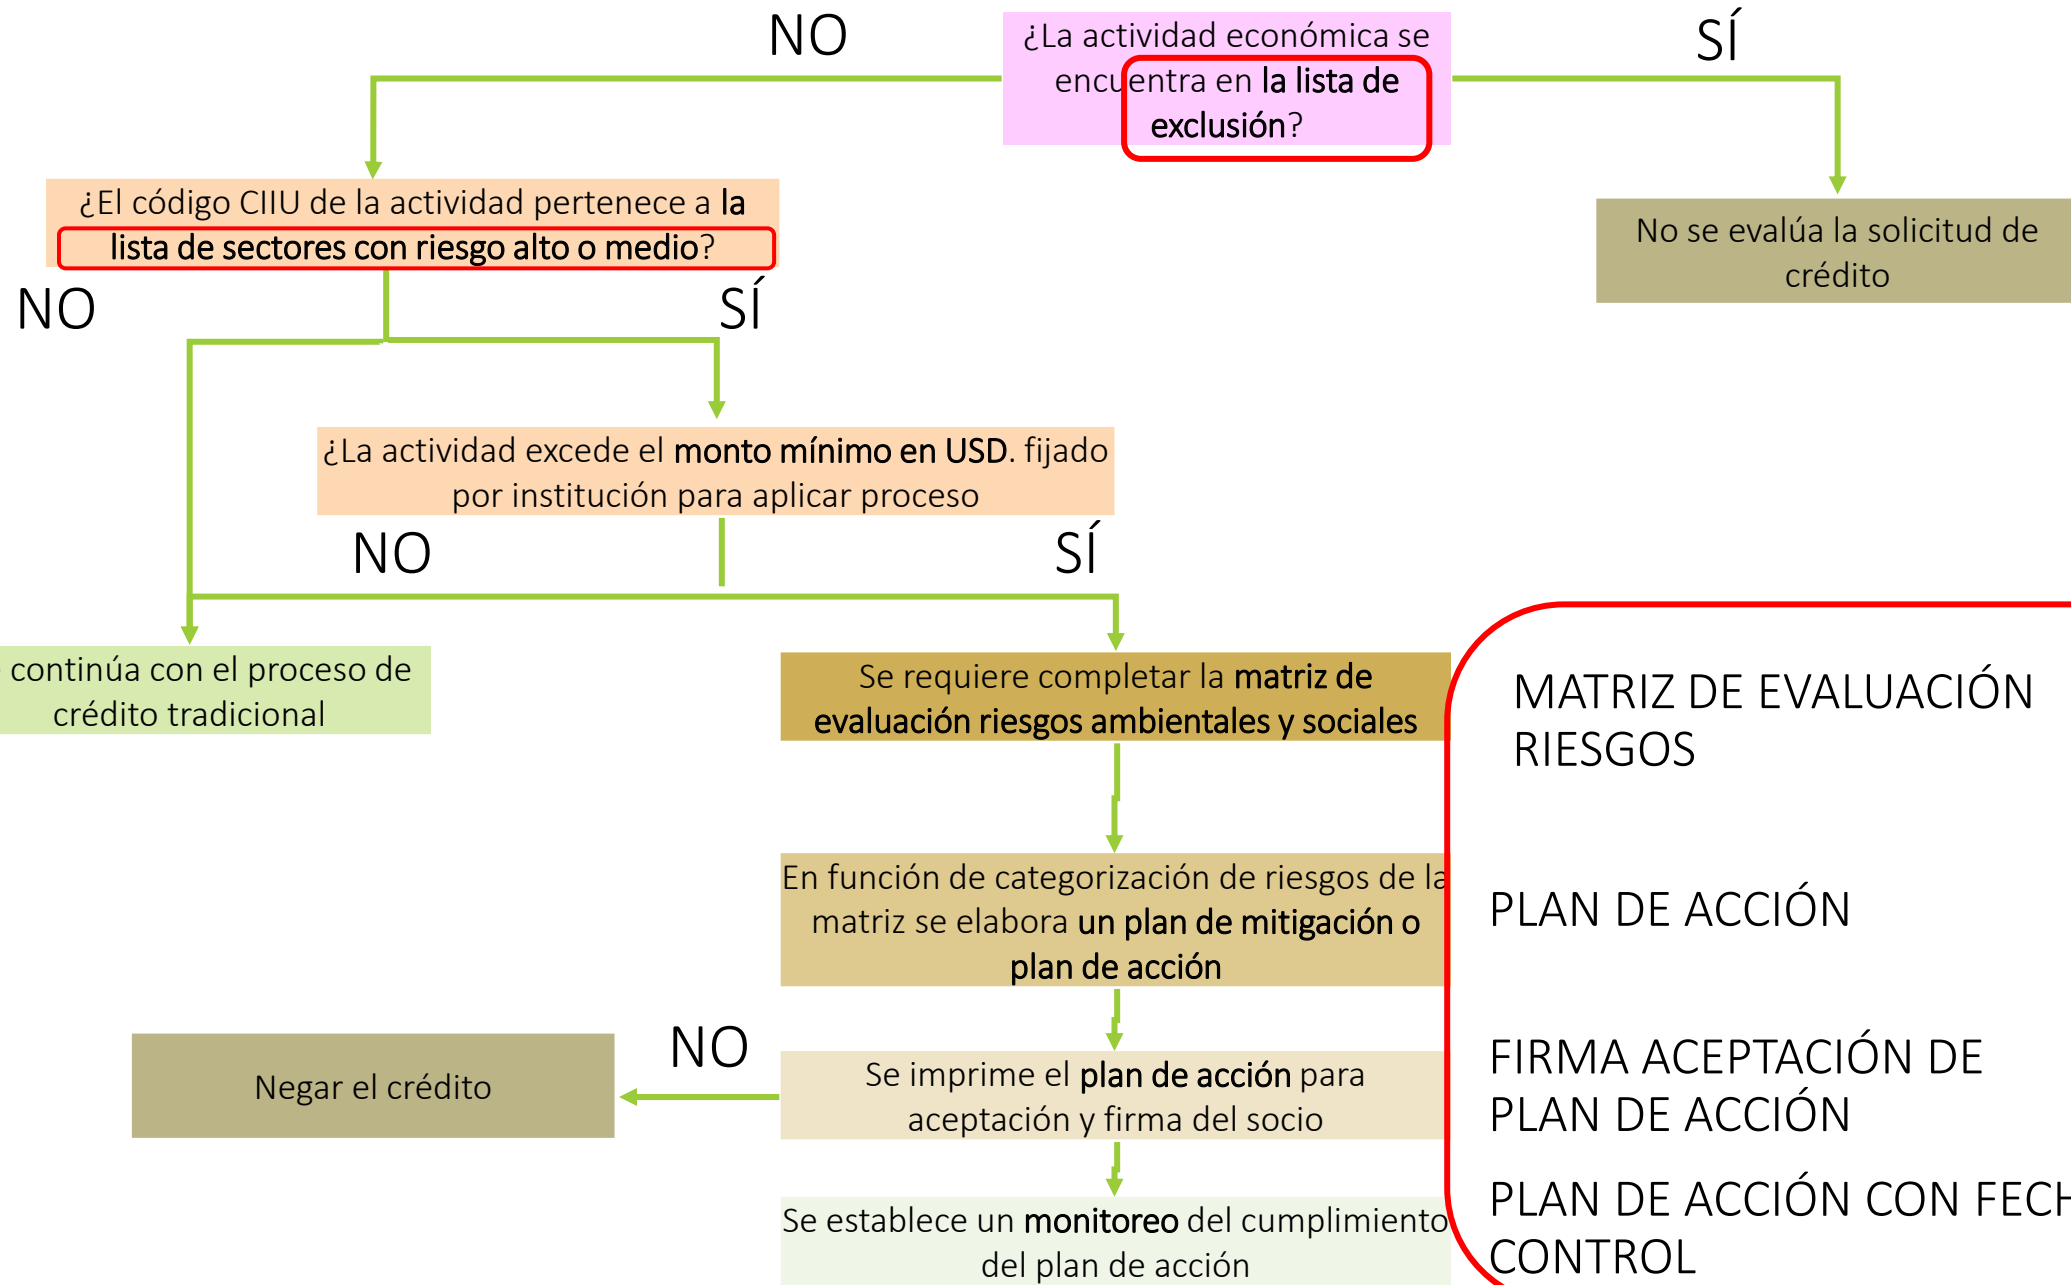 NO
¿La actividad económica se
encuentra en la lista de
exclusión?
SÍ
¿El código CIIU de la actividad pertenece a la
lista de sectores con riesgo alto o medio?
No se evalúa la solicitud de
crédito
NO
SÍ
¿La actividad excede el monto mínimo en USD. fijado
por institución para aplicar proceso
NO
SÍ
continúa con el proceso de
crédito tradicional
Se requiere completar la matriz de
evaluación riesgos ambientales y sociales
MATRIZ DE EVALUACIÓN
RIESGOS
En función de categorización de riesgos de la
matriz se elabora un plan de mitigación o
plan de acción
PLAN DE ACCIÓN
Negar el crédito
NO
Se imprime el plan de acción para
aceptación y firma del socio
FIRMA ACEPTACIÓN DE
PLAN DE ACCIÓN
Se establece un monitoreo del cumplimiento
del plan de acción
PLAN DE ACCIÓN CON
CONTROL